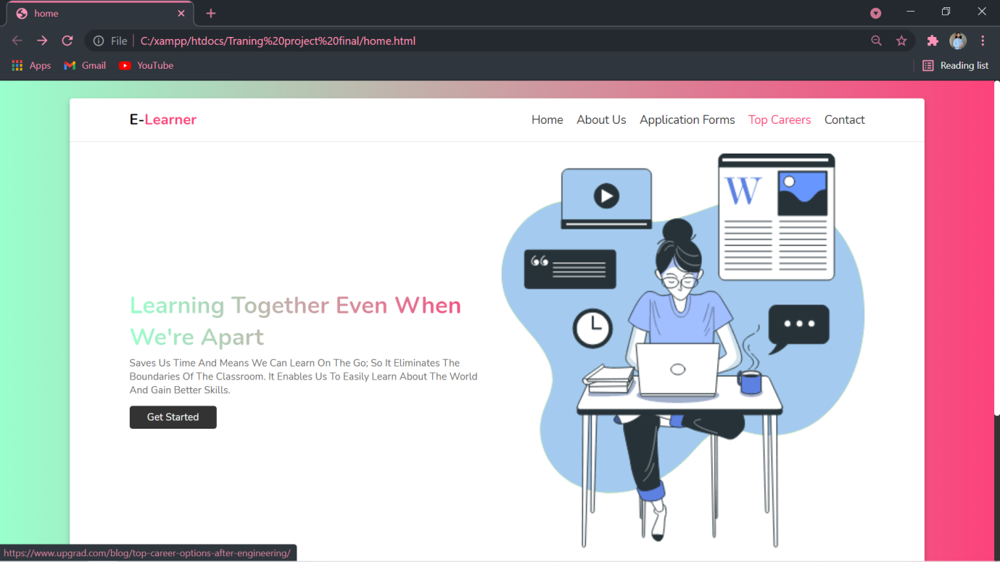 home
File C:/xampp/htdocs/Traning%20project%20final/home.html
Apps Gmail YouTube Reading list
E-Learner Home About Us Application Forms Top Careers Contact
W
Learning Together Even When
We're Apart
Saves Us Time And Means We Can Learn On The Go; So It Eliminates The
Boundaries Of The Classroom. It Enables Us To Easily Learn About The World
And Gain Better Skills.
Get Started
https://www.upgrad.com/blog/top-career-options-after-engineering/